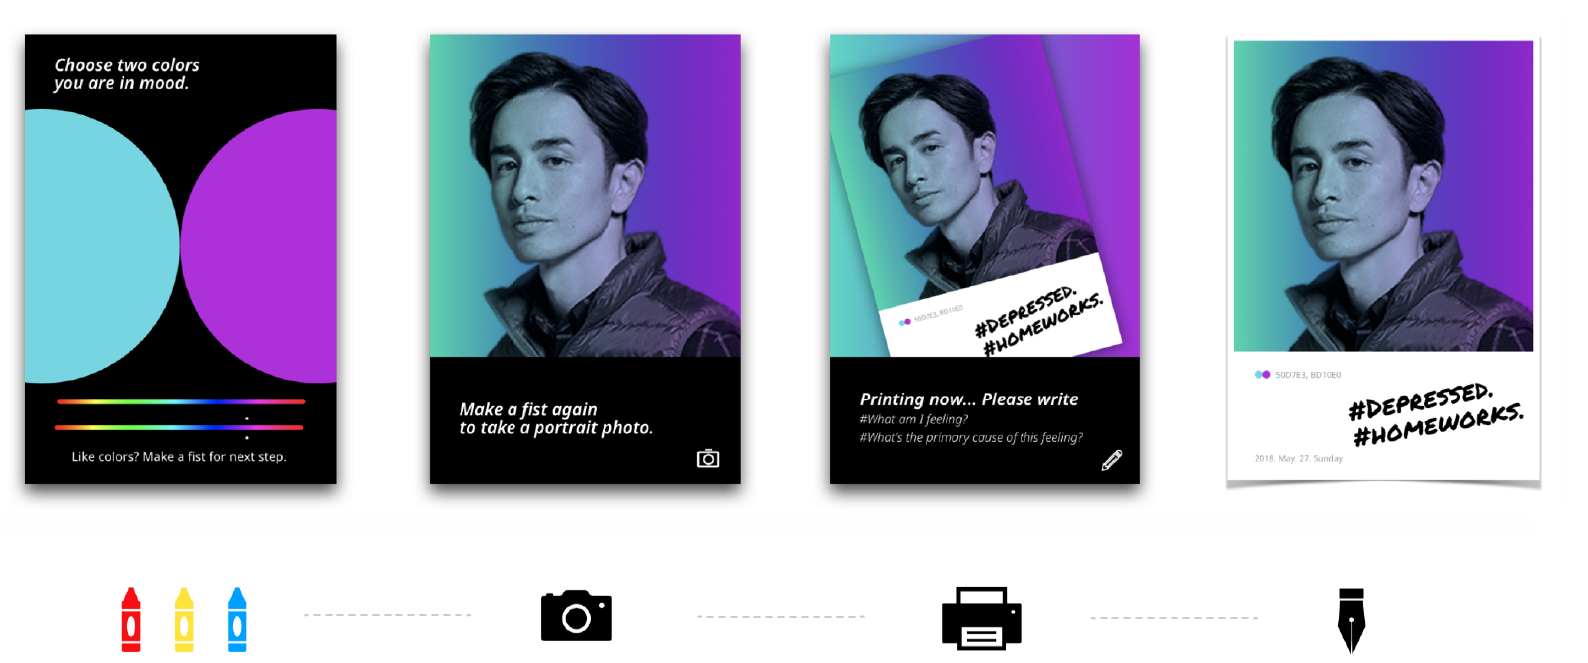 Choose two colors
you are in mood.
Like colors? Make a fist for next step.
Make a fist again
to take a portrait photo.
50D7E3, BD10E0
#DEPRESSED.
#HOMEWORKS.
Printing now... Please write
#What am I feeling?
#What's the primary cause of this feeling?
50D7E3, BD10E0
#DEPRESSED.
#HOMEWORKS.
2018. May. 27. Sunday